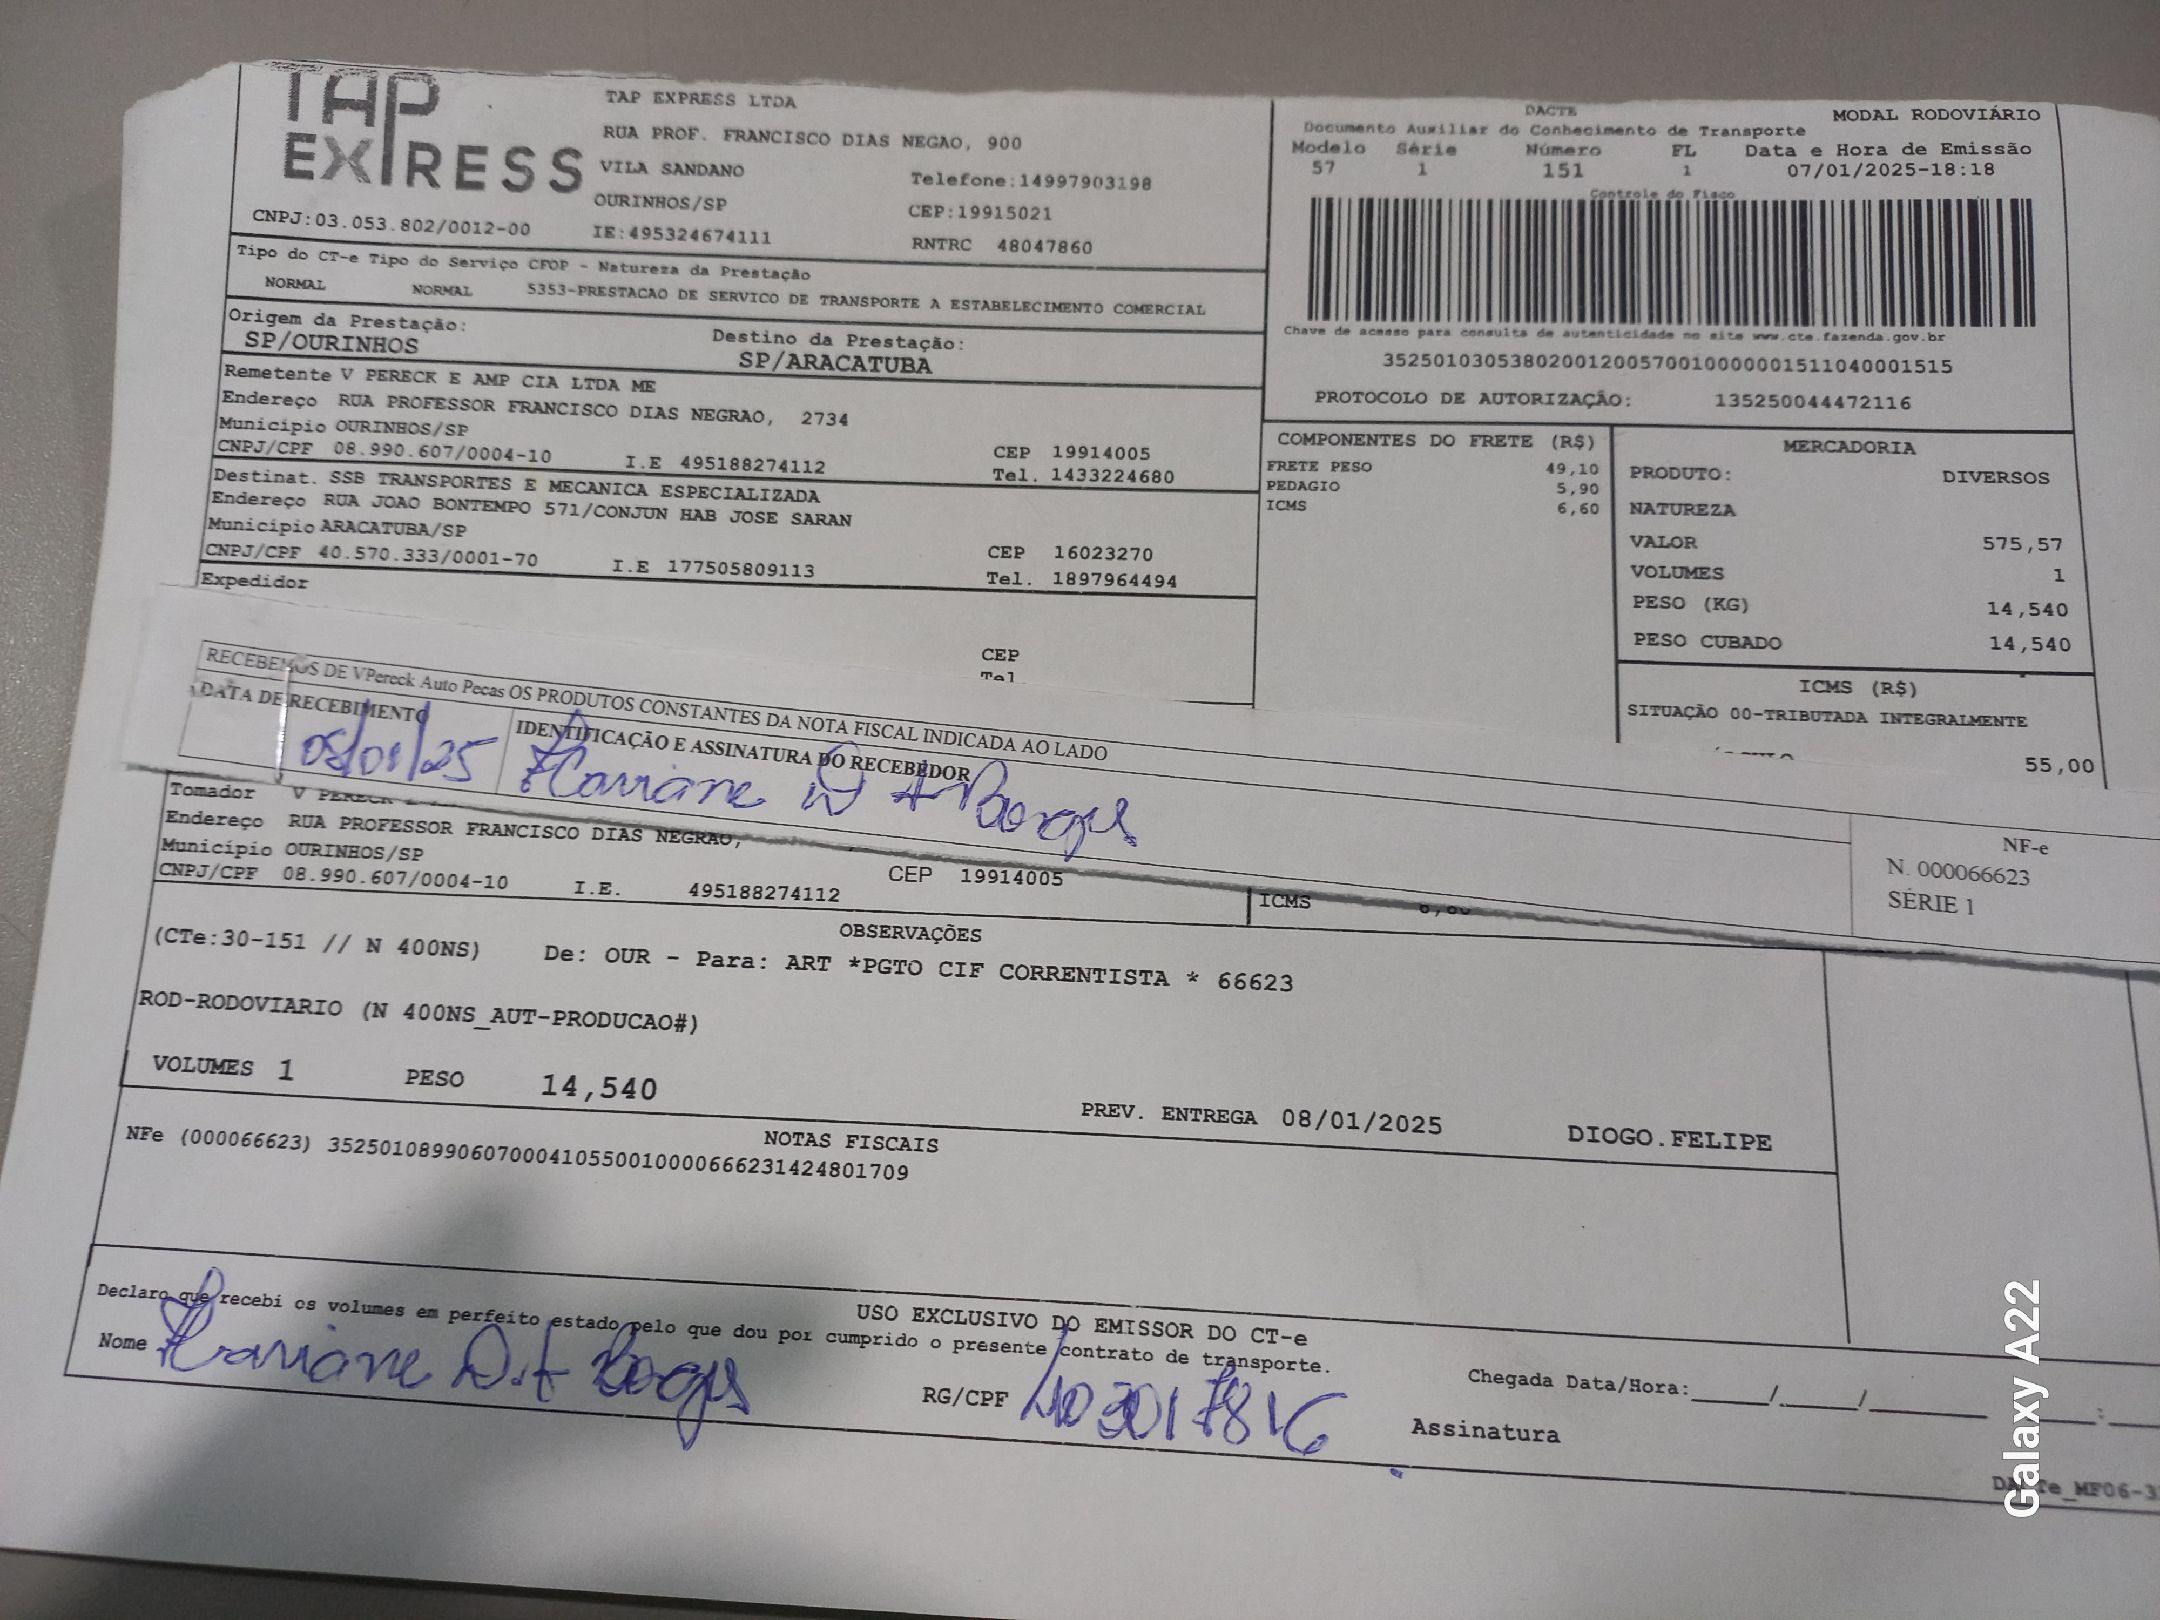 TAP EXPRESS
TAP EXPRESS LTDA
RUA PROF. FRANCISCO DIAS NEGAO, 900
VILA SANDANO
Telefone:14997903198
OURINHOS/SP
CEP:19915021
CNPJ:03.053.802/0012-00
IE:495324674111
RNTRC 48047860
DACTE
MODAL RODOVIÁRIO
Documento Auxiliar do Conhecimento de Transporte
Modelo Série Número FL Data e Hora de Emissão
57 1 151 1 07/01/2025-18:18
Controle do Fisco
Chave de acesso para consulta de autenticidade no site www.cte.fazenda.gov.br
35250103053802001200570010000001511040001515
PROTOCOLO DE AUTORIZAÇÃO: 135250044472116
Tipo do CT-e Tipo do Serviço CFOP - Natureza da Prestação
NORMAL NORMAL 5353-PRESTACAO DE SERVICO DE TRANSPORTE A ESTABELECIMENTO COMERCIAL
Origem da Prestação: Destino da Prestação:
SP/OURINHOS SP/ARACATUBA
Remetente V PERECK E AMP CIA LTDA ME
Endereço RUA PROFESSOR FRANCISCO DIAS NEGRAO, 2734
Município OURINHOS/SP CEP 19914005
CNPJ/CPF 08.990.607/0004-10 I.E 495188274112 Tel. 1433224680
Destinat. SSB TRANSPORTES E MECANICA ESPECIALIZADA
Endereço RUA JOAO BONTEMPO 571/CONJUN HAB JOSE SARAN
Município ARACATUBA/SP CEP 16023270
CNPJ/CPF 40.570.333/0001-70 I.E 177505809113 Tel. 1897964494
Expedidor
CEP
Tel
COMPONENTES DO FRETE (R$)
FRETE PESO 49,10
PEDAGIO 5,90
ICMS 6,60
MERCADORIA
PRODUTO: DIVERSOS
NATUREZA
VALOR 575,57
VOLUMES 1
PESO (KG) 14,540
PESO CUBADO 14,540
ICMS (R$)
SITUAÇÃO 00-TRIBUTADA INTEGRALMENTE
55,00
RECEBEMOS DE VPereck Auto Pecas OS PRODUTOS CONSTANTES DA NOTA FISCAL INDICADA AO LADO
DATA DE RECEBIMENTO IDENTIFICAÇÃO E ASSINATURA DO RECEBEDOR
Borges
NF-e
N. 000066623
SÉRIE 1
Tomador V PERECK
Endereço RUA PROFESSOR FRANCISCO DIAS NEGRAO,
Município OURINHOS/SP
CNPJ/CPF 08.990.607/0004-10 I.E. 495188274112 CEP 19914005
ICMS
OBSERVAÇÕES
(CTe:30-151 // N 400NS) De: OUR - Para: ART *PGTO CIF CORRENTISTA * 66623
ROD-RODOVIARIO (N 400NS_AUT-PRODUCAO#)
VOLUMES 1 PESO 14,540
PREV. ENTREGA 08/01/2025 DIOGO.FELIPE
NOTAS FISCAIS
NFe (000066623) 35250108990607000410550010000666231424801709
USO EXCLUSIVO DO EMISSOR DO CT-e
Declaro que recebi os volumes em perfeito estado pelo que dou por cumprido o presente contrato de transporte.
Nome Borges
RG/CPF
Chegada Data/Hora:_____/_____/________:
Assinatura
Galaxy A22